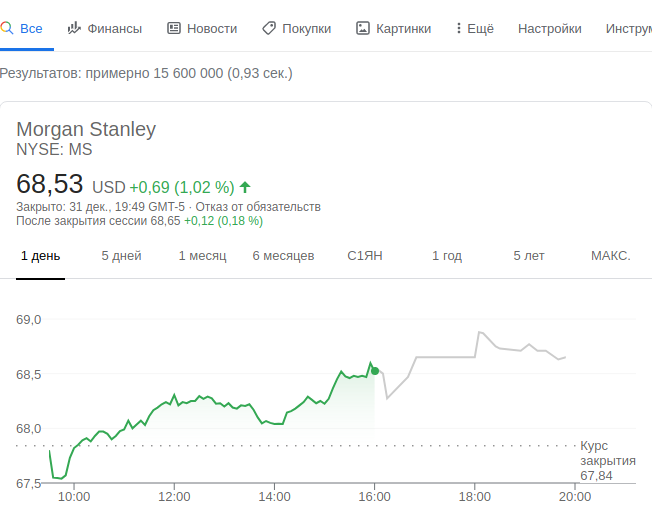 Все Финансы Новости Покупки Картинки Ещё Настройки Инструм
Результатов: примерно 15 600 000 (0,93 сек.)
Morgan Stanley
NYSE: MS
68,53 USD +0,69 (1,02 %)
Закрыто: 31 дек., 19:49 GMT-5 · Отказ от обязательств
После закрытия сессии 68,65 +0,12 (0,18 %)
1 день 5 дней 1 месяц 6 месяцев С1ЯН 1 год 5 лет МАКС.
69,0
68,5
68,0
Курс
закрытия
67,84
67,5
10:00 12:00 14:00 16:00 18:00 20:00